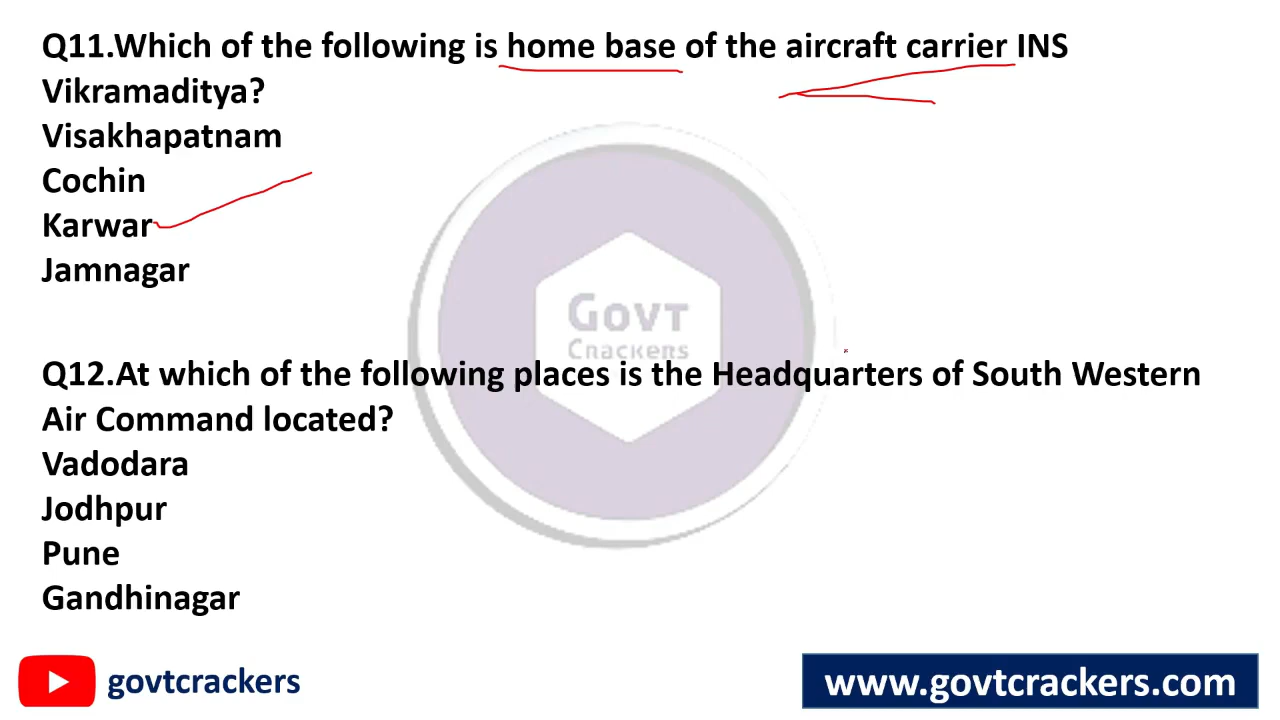 Q11.Which of the following is home base of the aircraft carrier INS
Vikramaditya?
Visakhapatnam
Cochin
Karwar
Jamnagar
Govt
Crackers
Q12.At which of the following places is the Headquarters of South Western
Air Command located?
Vadodara
Jodhpur
Pune
Gandhinagar
govtcrackers
www.govtcrackers.com